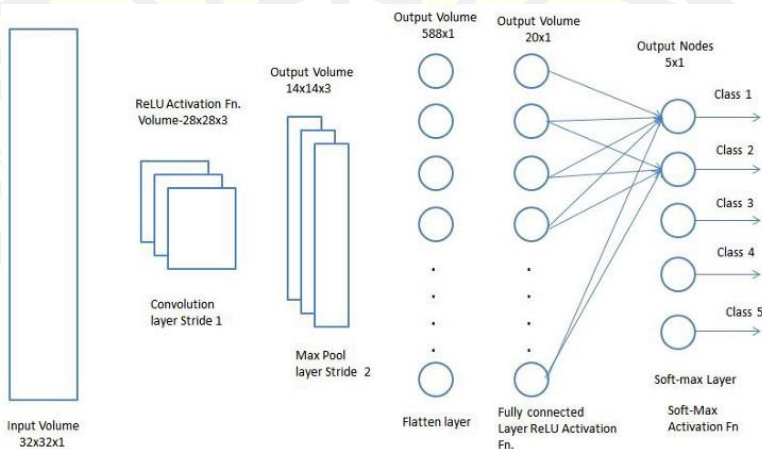 Input Volume
32x32x1
ReLU Activation Fn.
Volume-28x28x3
Convolution
layer Stride 1
Output Volume
14x14x3
Max Pool
layer Stride 2
Output Volume
588x1
Flatten layer
Output Volume
20x1
Fully connected
Layer ReLU Activation
Fn.
Output Nodes
5x1
Class 1
Class 2
Class 3
Class 4
Class 5
Soft-max Layer
Soft-Max
Activation Fn